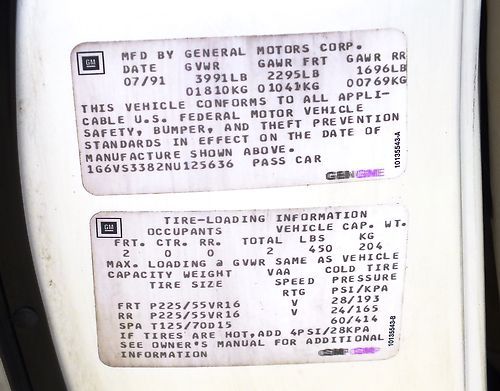 GM
MFD BY GENERAL MOTORS CORP.
DATE GVWR GAWR FRT GAWR RR
07/91 3991LB 2295LB 1696LB
01810KG 01041KG 00769KG
THIS VEHICLE CONFORMS TO ALL APPLI-
CABLE U.S. FEDERAL MOTOR VEHICLE
SAFETY, BUMPER, AND THEFT PREVENTION
STANDARDS IN EFFECT ON THE DATE OF
MANUFACTURE SHOWN ABOVE.
1G6VS3382NU125636 PASS CAR
10135543-A
GM
TIRE-LOADING INFORMATION
OCCUPANTS VEHICLE CAP. WT.
FRT. CTR. RR. TOTAL LBS KG
2 0 0 2 450 204
MAX. LOADING @ GVWR SAME AS VEHICLE
CAPACITY WEIGHT VAA COLD TIRE
TIRE SIZE SPEED PRESSURE
RTG PSI/KPA
FRT P225/55VR16 V 28/193
RR P225/55VR16 V 24/165
SPA T125/70D15 60/414
IF TIRES ARE HOT,ADD 4PSI/28KPA
SEE OWNER'S MANUAL FOR ADDITIONAL
INFORMATION
10135543-B